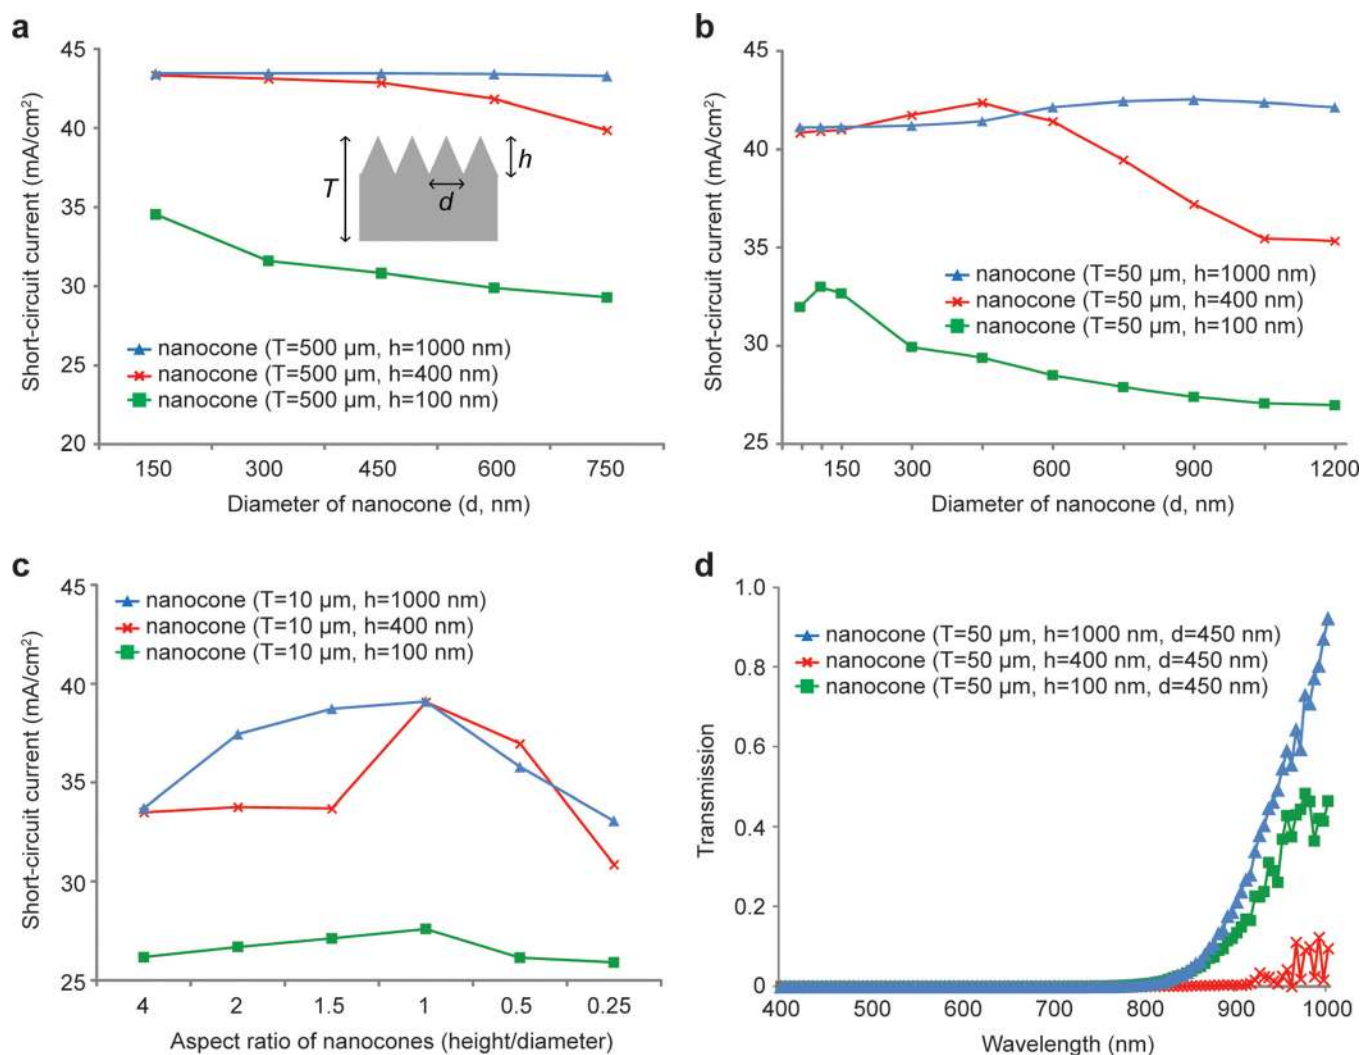 a
45
40
35
30
25
20
Short-circuit current (mA/cm²)
T
h
d
nanocone (T=500 µm, h=1000 nm)
nanocone (T=500 µm, h=400 nm)
nanocone (T=500 µm, h=100 nm)
150 300 450 600 750
Diameter of nanocone (d, nm)
b
45
40
35
30
25
Short-circuit current (mA/cm²)
nanocone (T=50 µm, h=1000 nm)
nanocone (T=50 µm, h=400 nm)
nanocone (T=50 µm, h=100 nm)
150 300 600 900 1200
Diameter of nanocone (d, nm)
c
45
40
35
30
25
Short-circuit current (mA/cm²)
nanocone (T=10 µm, h=1000 nm)
nanocone (T=10 µm, h=400 nm)
nanocone (T=10 µm, h=100 nm)
4 2 1.5 1 0.5 0.25
Aspect ratio of nanocones (height/diameter)
d
1.0
0.8
0.6
0.4
0.2
0
Transmission
nanocone (T=50 µm, h=1000 nm, d=450 nm)
nanocone (T=50 µm, h=400 nm, d=450 nm)
nanocone (T=50 µm, h=100 nm, d=450 nm)
400 500 600 700 800 900 1000
Wavelength (nm)